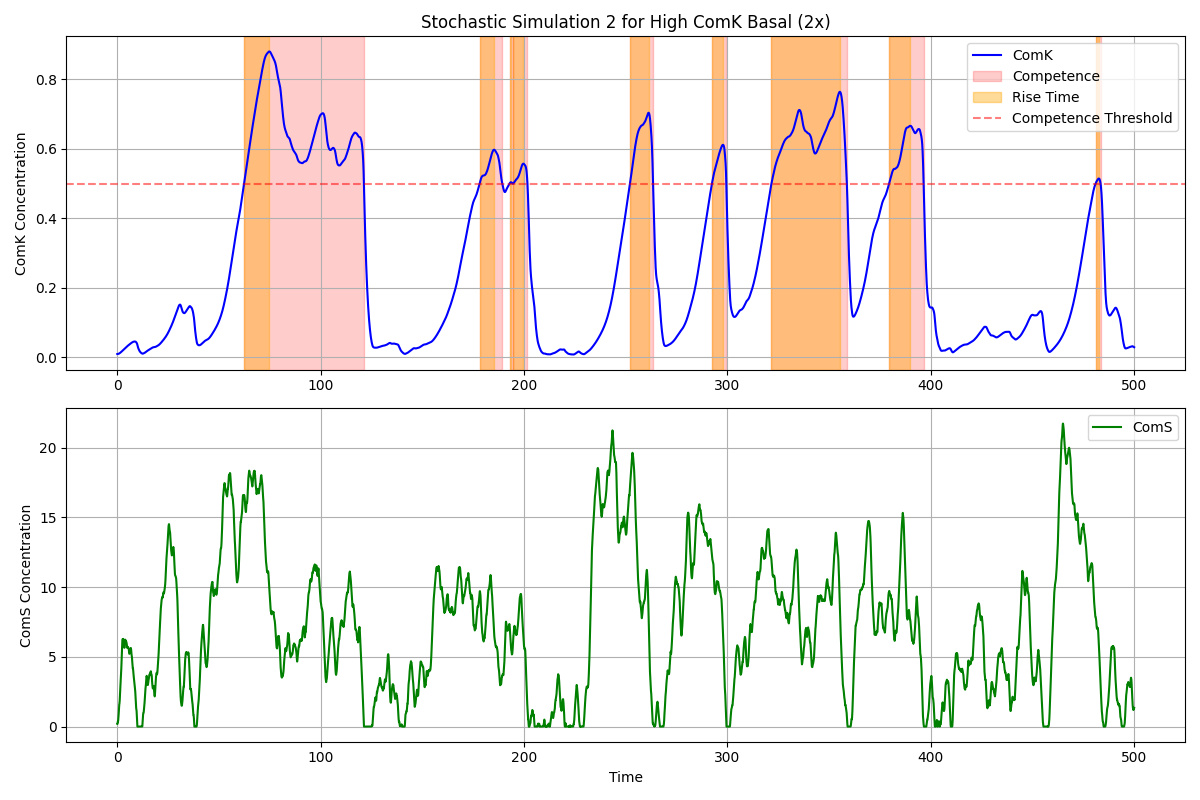 Stochastic Simulation 2 for High ComK Basal (2x)
ComK Concentration
0.8
0.6
0.4
0.2
0.0
ComK
Competence
Rise Time
Competence Threshold
0 100 200 300 400 500
ComS Concentration
20
15
10
5
0
ComS
0 100 200 300 400 500
Time